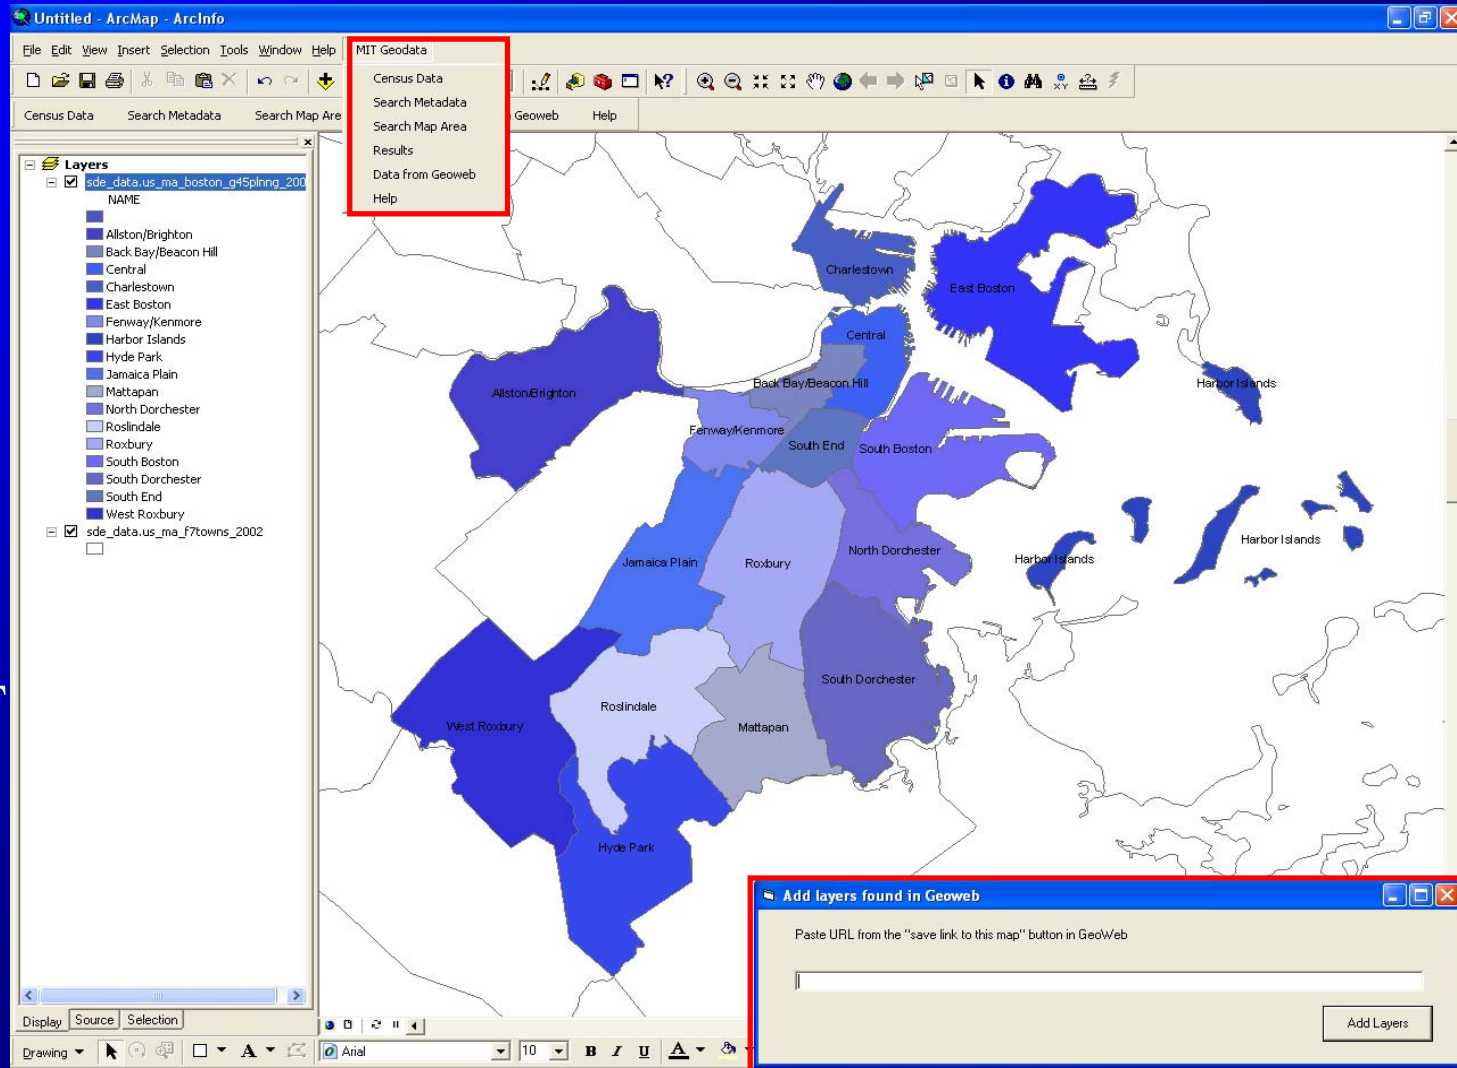 Untitled - ArcMap - ArcInfo
File Edit View Insert Selection Tools Window Help MIT Geodata
Census Data
Search Metadata
Search Map Area
Results
Data from Geoweb
Help
Census Data Search Metadata Search Map Are Geoweb Help
Layers
sde_data.us_ma_boston_g45plnng_200
NAME
Allston/Brighton
Back Bay/Beacon Hill
Central
Charlestown
East Boston
Fenway/Kenmore
Harbor Islands
Hyde Park
Jamaica Plain
Mattapan
North Dorchester
Roslindale
Roxbury
South Boston
South Dorchester
South End
West Roxbury
sde_data.us_ma_f7towns_2002
Charlestown
East Boston
Central
Back Bay/Beacon Hill
Harbor Islands
Allston/Brighton
Fenway/Kenmore
South End
South Boston
Harbor Islands
North Dorchester
Harbor Islands
Jamaica Plain
Roxbury
South Dorchester
Roslindale
West Roxbury
Mattapan
Hyde Park
Add layers found in Geoweb
Paste URL from the "save link to this map" button in GeoWeb
Add Layers
Display Source Selection
Drawing A Arial 10 B I U A